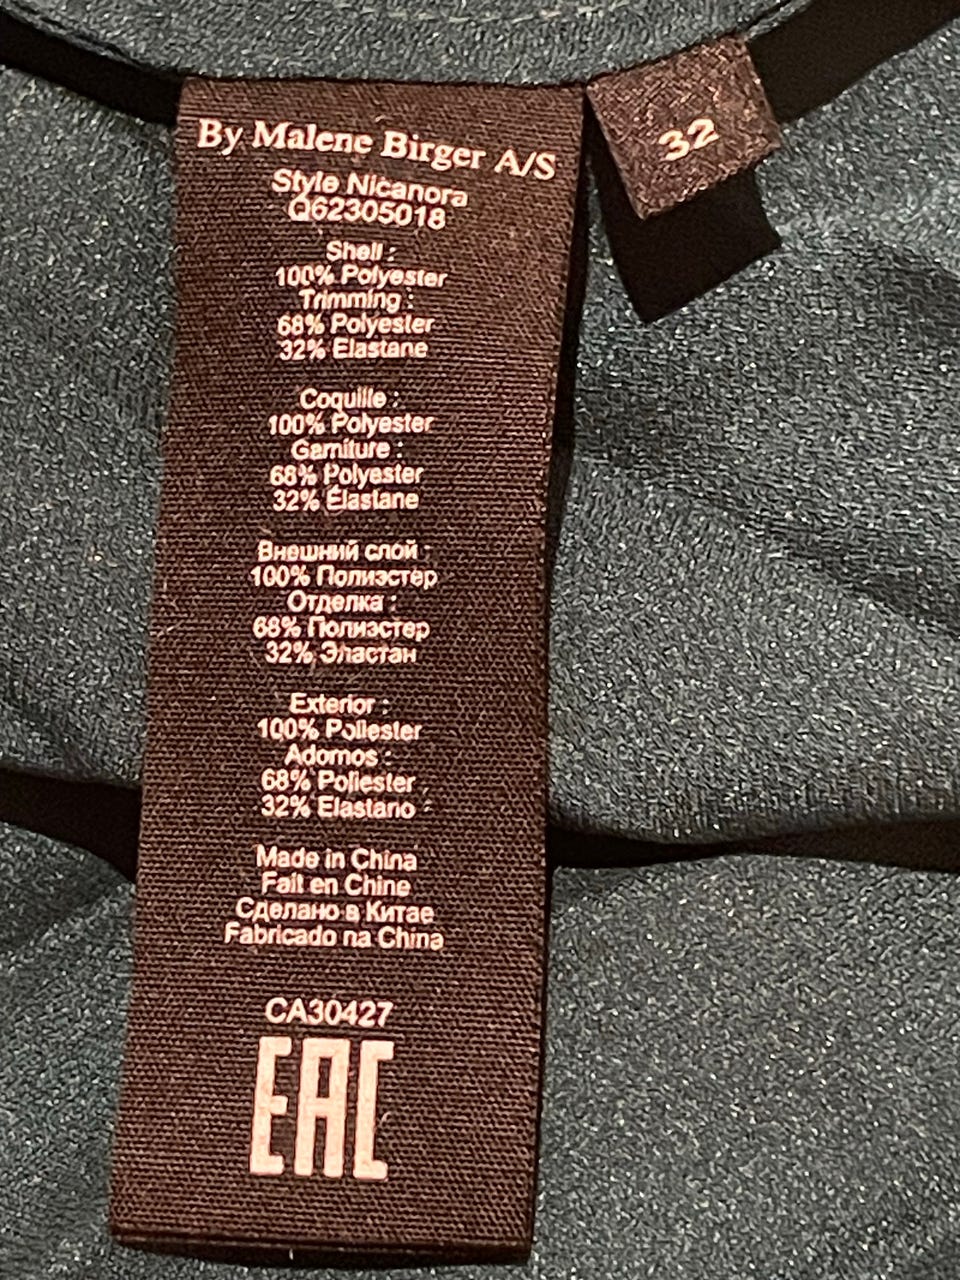 By Malene Birger A/S
32
Style Nicanora
Q62305018
Shell :
100% Polyester
Trimming :
68% Polyester
32% Elastane
Coquille :
100% Polyester
Garniture :
68% Polyester
32% Élastane
Внешний слой :
100% Полиэстер
Отделка :
68% Полиэстер
32% Эластан
Exterior :
100% Poliester
Adornos :
68% Poliester
32% Elastano
Made in China
Fait en Chine
Сделано в Китае
Fabricado na China
CA30427
EAC